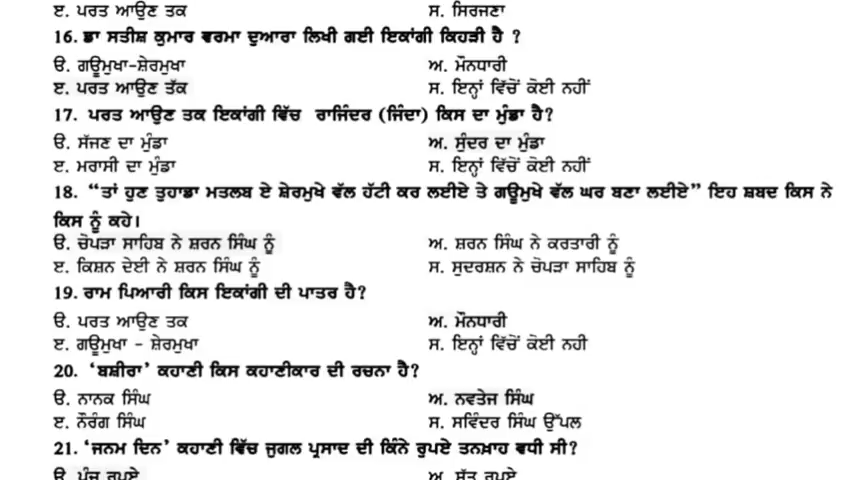 ੲ. ਪਰਤ ਆਉਣ ਤਕ ਸ. ਸਿਰਜਣਾ
16. ਡਾ ਸਤੀਸ਼ ਕੁਮਾਰ ਵਰਮਾ ਦੁਆਰਾ ਲਿਖੀ ਗਈ ਇਕਾਂਗੀ ਕਿਹੜੀ ਹੈ ?
ੳ. ਗਊਮੁਖਾ-ਸ਼ੇਰਮੁਖਾ ਅ. ਮੌਨਧਾਰੀ
ੲ. ਪਰਤ ਆਉਣ ਤੱਕ ਸ. ਇਨ੍ਹਾਂ ਵਿੱਚੋਂ ਕੋਈ ਨਹੀਂ
17. ਪਰਤ ਆਉਣ ਤਕ ਇਕਾਂਗੀ ਵਿੱਚ ਰਾਜਿੰਦਰ (ਜਿੰਦਾ) ਕਿਸ ਦਾ ਮੁੰਡਾ ਹੈ?
ੳ. ਸੱਜਣ ਦਾ ਮੁੰਡਾ ਅ. ਸੁੰਦਰ ਦਾ ਮੁੰਡਾ
ੲ. ਮਰਾਸੀ ਦਾ ਮੁੰਡਾ ਸ. ਇਨ੍ਹਾਂ ਵਿੱਚੋਂ ਕੋਈ ਨਹੀਂ
18. “ਤਾਂ ਹੁਣ ਤੁਹਾਡਾ ਮਤਲਬ ਏ ਸ਼ੇਰਮੁਖੇ ਵੱਲ ਹੱਟੀ ਕਰ ਲਈਏ ਤੇ ਗਊਮੁਖੇ ਵੱਲ ਘਰ ਬਣਾ ਲਈਏ” ਇਹ ਸ਼ਬਦ ਕਿਸ ਨੇ
ਕਿਸ ਨੂੰ ਕਹੇ।
ੳ. ਚੋਪੜਾ ਸਾਹਿਬ ਨੇ ਸ਼ਰਨ ਸਿੰਘ ਨੂੰ ਅ. ਸ਼ਰਨ ਸਿੰਘ ਨੇ ਕਰਤਾਰੀ ਨੂੰ
ੲ. ਕਿਸ਼ਨ ਦੇਈ ਨੇ ਸ਼ਰਨ ਸਿੰਘ ਨੂੰ ਸ. ਸੁਦਰਸ਼ਨ ਨੇ ਚੋਪੜਾ ਸਾਹਿਬ ਨੂੰ
19. ਰਾਮ ਪਿਆਰੀ ਕਿਸ ਇਕਾਂਗੀ ਦੀ ਪਾਤਰ ਹੈ?
ੳ. ਪਰਤ ਆਉਣ ਤਕ ਅ. ਮੌਨਧਾਰੀ
ੲ. ਗਊਮੁਖਾ - ਸ਼ੇਰਮੁਖਾ ਸ. ਇਨ੍ਹਾਂ ਵਿੱਚੋਂ ਕੋਈ ਨਹੀ
20. ‘ਬਸ਼ੀਰਾ’ ਕਹਾਣੀ ਕਿਸ ਕਹਾਣੀਕਾਰ ਦੀ ਰਚਨਾ ਹੈ?
ੳ. ਨਾਨਕ ਸਿੰਘ ਅ. ਨਵਤੇਜ ਸਿੰਘ
ੲ. ਨੌਰੰਗ ਸਿੰਘ ਸ. ਸਵਿੰਦਰ ਸਿੰਘ ਉੱਪਲ
21. ‘ਜਨਮ ਦਿਨ’ ਕਹਾਣੀ ਵਿੱਚ ਜੁਗਲ ਪ੍ਰਸਾਦ ਦੀ ਕਿੰਨੇ ਰੁਪਏ ਤਨਖ਼ਾਹ ਵਧੀ ਸੀ?
ੳ. ਪੰਜ ਰੁਪਏ ਅ. ਸੱਤ ਰੁਪਏ